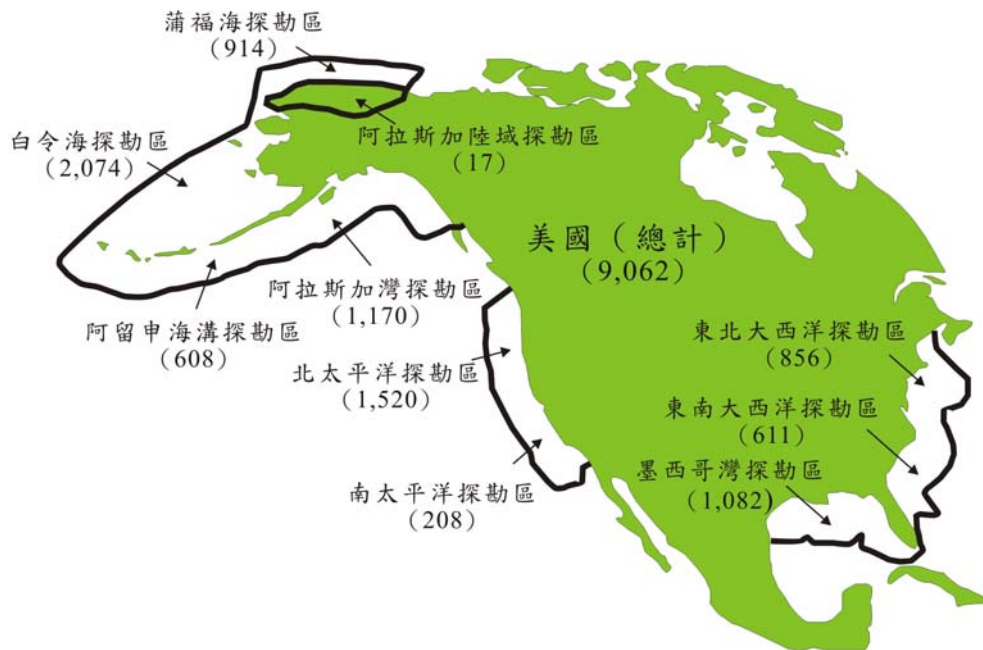 蒲福海探勘區
(914)
白令海探勘區
(2,074)
阿拉斯加陸域探勘區
(17)
美國（總計）
(9,062)
阿拉斯加灣探勘區
(1,170)
阿留申海溝探勘區
(608)
北太平洋探勘區
(1,520)
南太平洋探勘區
(208)
東北大西洋探勘區
(856)
東南大西洋探勘區
(611)
墨西哥灣探勘區
(1,082)